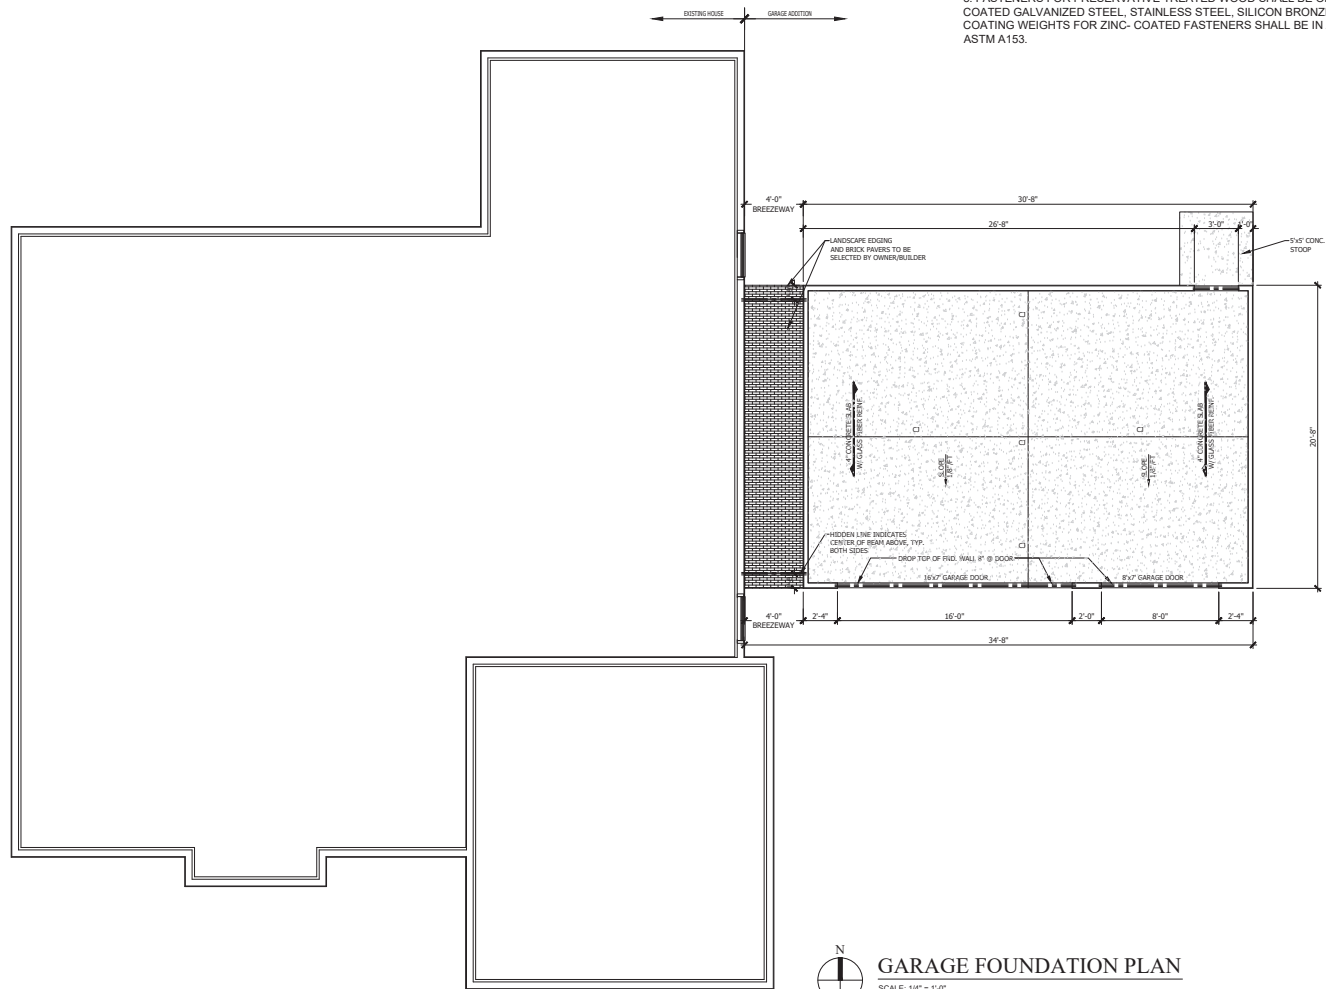 COATED GALVANIZED STEEL, STAINLESS STEEL, SILICON BRONZ
COATING WEIGHTS FOR ZINC- COATED FASTENERS SHALL BE IN
ASTM A153.
EXISTING HOUSE
GARAGE ADDITION
4'-0"
BREEZEWAY
30'-8"
26'-8"
3'-0"
1'-0"
LANDSCAPE EDGING
AND BRICK PAVERS TO BE
SELECTED BY OWNER/BUILDER
5'x5' CONC.
STOOP
4" CONCRETE SLAB
W/ GLASS FIBER REINF.
4" CONCRETE SLAB
W/ GLASS FIBER REINF.
20'-8"
SLOPE
1/8" /FT
SLOPE
1/8" /FT
HIDDEN LINE INDICATES
CENTER OF BEAM ABOVE, TYP.
BOTH SIDES
DROP TOP OF FND. WALL 8" @ DOOR
16'x7' GARAGE DOOR
8'x7' GARAGE DOOR
4'-0"
BREEZEWAY
2'-4"
16'-0"
2'-0"
8'-0"
2'-4"
34'-8"
N
GARAGE FOUNDATION PLAN
SCALE: 1/4" = 1'-0"